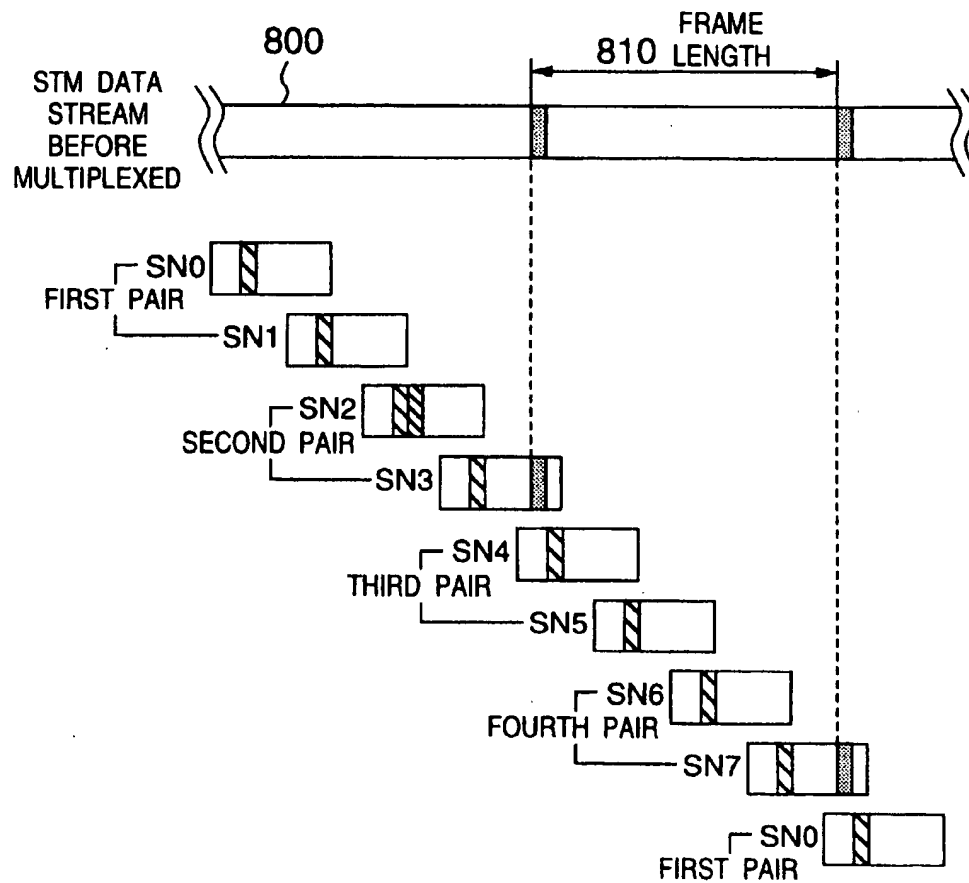 800
810
FRAME
LENGTH
STM DATA
STREAM
BEFORE
MULTIPLEXED
SN0
FIRST PAIR
SN1
SN2
SECOND PAIR
SN3
SN4
THIRD PAIR
SN5
SN6
FOURTH PAIR
SN7
SN0
FIRST PAIR